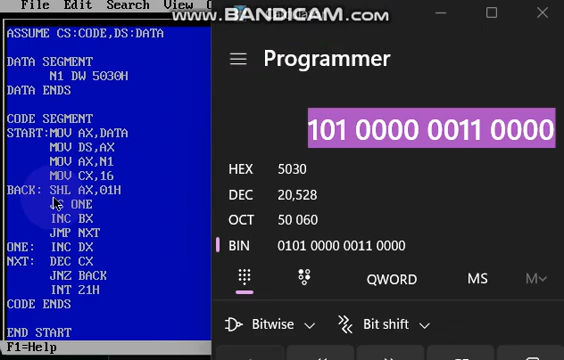 File Edit Search View
www.BANDICAM.com
ASSUME CS:CODE,DS:DATA
DATA SEGMENT
N1 DW 5030H
DATA ENDS
CODE SEGMENT
START:MOV AX,DATA
MOV DS,AX
MOV AX,N1
MOV CX,16
BACK: SHL AX,01H
ONE
INC BX
JMP NXT
ONE: INC DX
NXT: DEC CX
JNZ BACK
INT 21H
CODE ENDS
END START
F1=Help
Programmer
101 0000 0011 0000
HEX 5030
DEC 20,528
OCT 50 060
BIN 0101 0000 0011 0000
QWORD MS M
Bitwise Bit shift